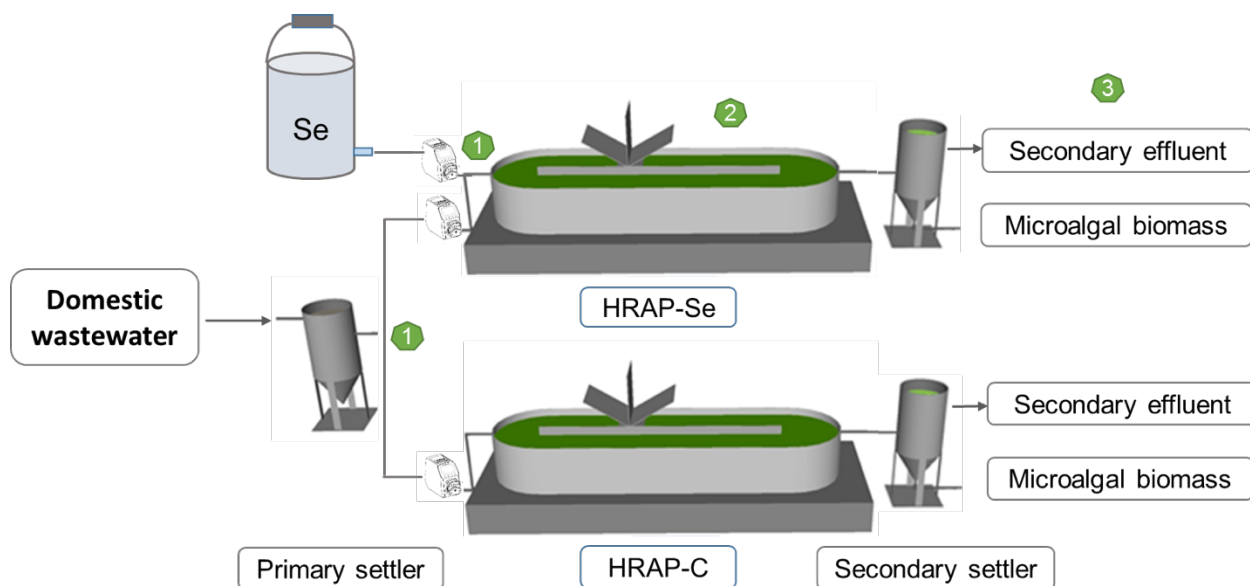 Se
1
2
3
Secondary effluent
Microalgal biomass
HRAP-Se
Domestic
wastewater
1
Secondary effluent
Microalgal biomass
Primary settler
HRAP-C
Secondary settler